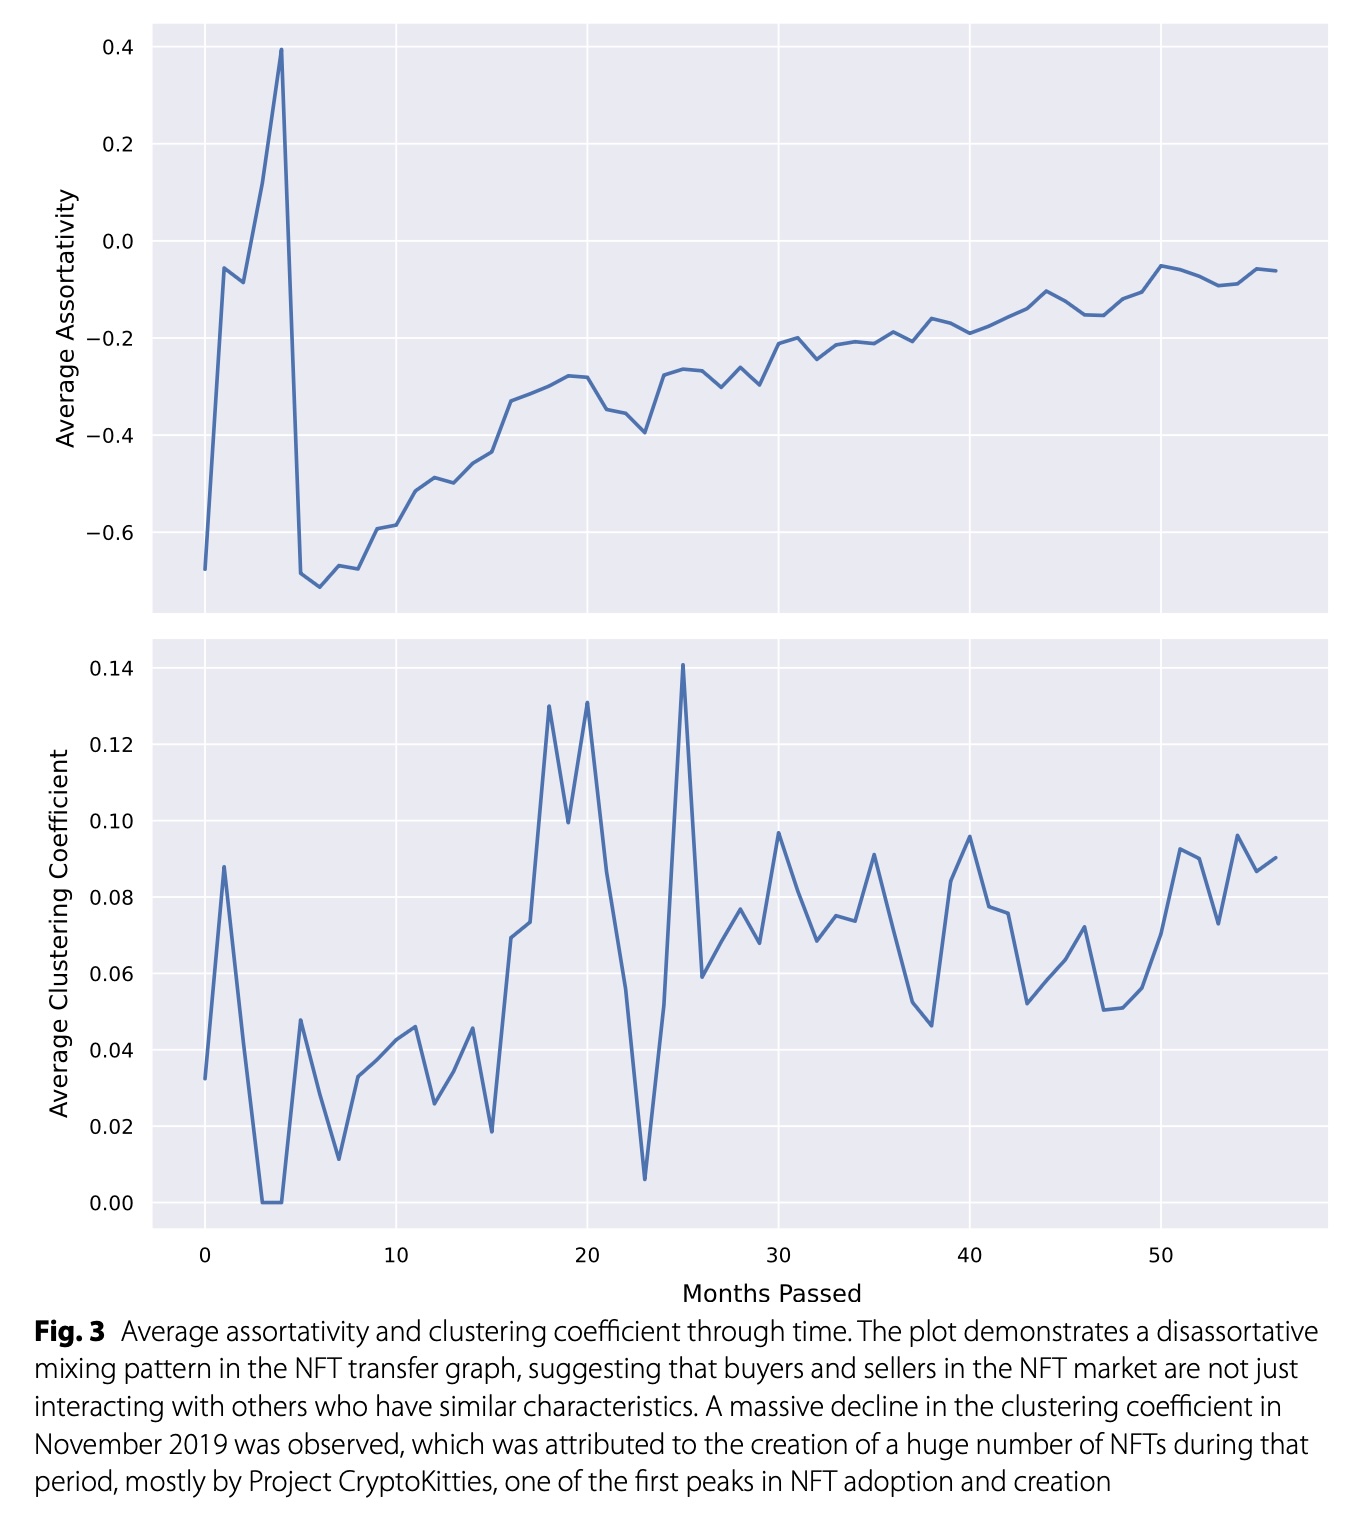 0.4
0.2
0.0
−0.2
−0.4
−0.6
Average Assortativity
0.14
0.12
0.10
0.08
0.06
0.04
0.02
0.00
Average Clustering Coefficient
0 10 20 30 40 50
Months Passed
Fig. 3 Average assortativity and clustering coefficient through time. The plot demonstrates a disassortative
mixing pattern in the NFT transfer graph, suggesting that buyers and sellers in the NFT market are not just
interacting with others who have similar characteristics. A massive decline in the clustering coefficient in
November 2019 was observed, which was attributed to the creation of a huge number of NFTs during that
period, mostly by Project CryptoKitties, one of the first peaks in NFT adoption and creation